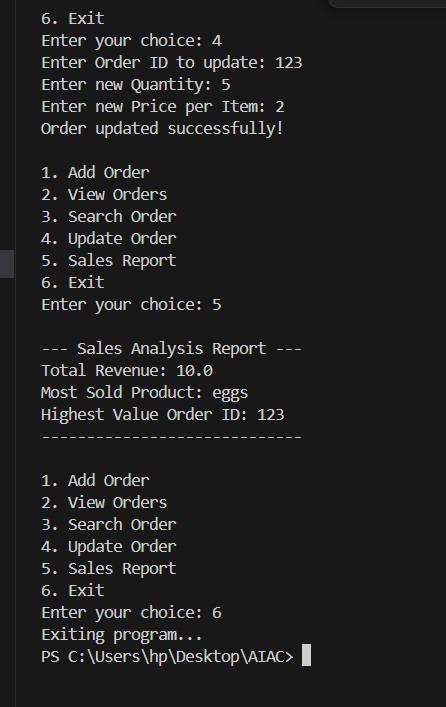 6. Exit
Enter your choice: 4
Enter Order ID to update: 123
Enter new Quantity: 5
Enter new Price per Item: 2
Order updated successfully!
1. Add Order
2. View Orders
3. Search Order
4. Update Order
5. Sales Report
6. Exit
Enter your choice: 5
--- Sales Analysis Report ---
Total Revenue: 10.0
Most Sold Product: eggs
Highest Value Order ID: 123
-----------------------------
1. Add Order
2. View Orders
3. Search Order
4. Update Order
5. Sales Report
6. Exit
Enter your choice: 6
Exiting program...
PS C:\Users\hp\Desktop\AIAC>